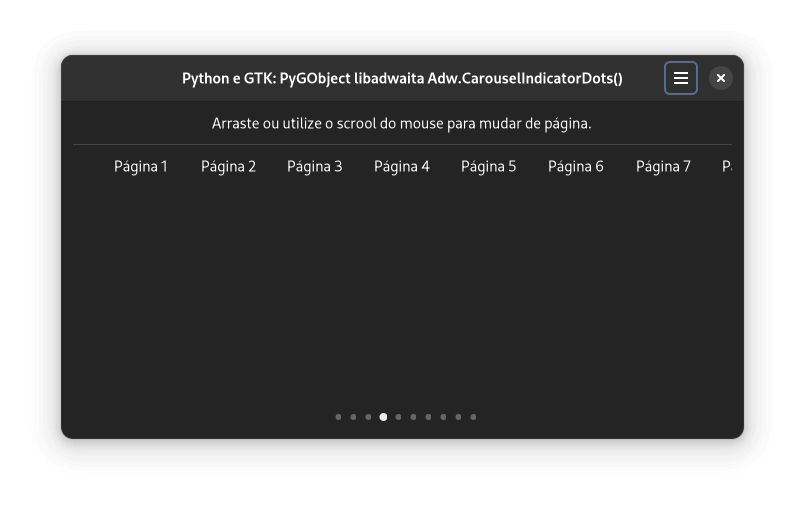 Python e GTK: PyGObject libadwaita Adw.CarouselIndicatorDots()
Arraste ou utilize o scrool do mouse para mudar de página.
Página 1 Página 2 Página 3 Página 4 Página 5 Página 6 Página 7